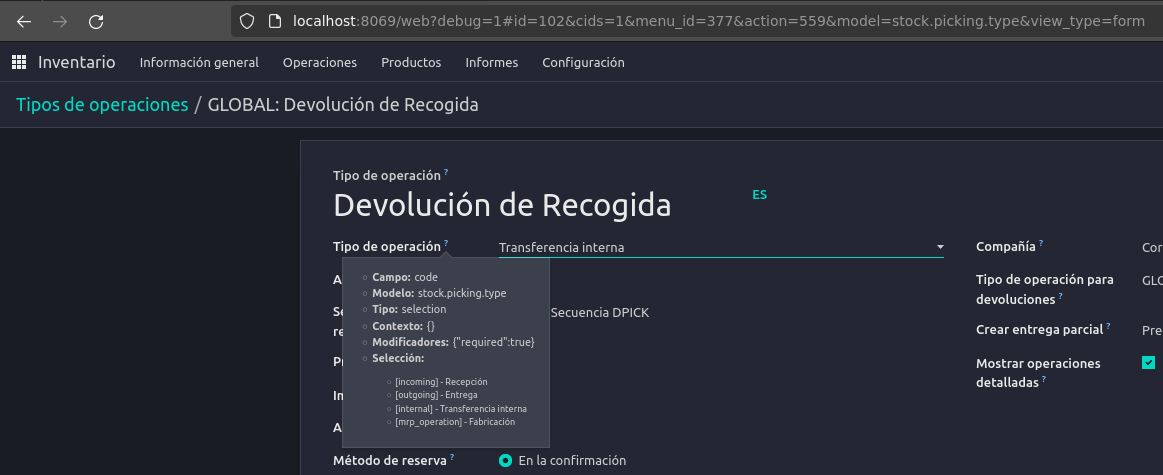 localhost:8069/web?debug=1#id=102&cids=1&menu_id=377&action=559&model=stock.picking.type&view_type=form
Inventario Información general Operaciones Productos Informes Configuración
Tipos de operaciones / GLOBAL: Devolución de Recogida
Tipo de operación ?
Devolución de Recogida ES
Tipo de operación ? Transferencia interna
Compañía ? Cor
Campo: code
Modelo: stock.picking.type
Tipo: selection
Contexto: {}
Modificadores: {"required":true}
Selección:
[incoming] - Recepción
[outgoing] - Entrega
[internal] - Transferencia interna
[mrp_operation] - Fabricación
A
Se
re
Secuencia DPICK
Pr
In
A
Tipo de operación para
devoluciones ? GLO
Crear entrega parcial ? Pre
Mostrar operaciones
detalladas ?
Método de reserva ? En la confirmación